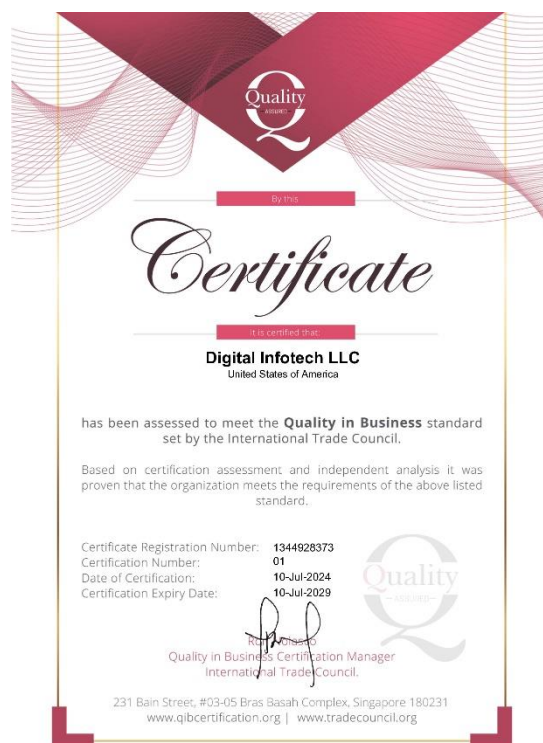 Quality
ASSURED
By this
Certificate
It is certified that:
Digital Infotech LLC
United States of America
has been assessed to meet the Quality in Business standard
set by the International Trade Council.
Based on certification assessment and independent analysis it was
proven that the organization meets the requirements of the above listed
standard.
Certificate Registration Number: 1344928373
Certification Number: 01
Date of Certification: 10-Jul-2024
Certification Expiry Date: 10-Jul-2029
Quality
ASSURED
Quality in Business Certification Manager
International Trade Council.
231 Bain Street, #03-05 Bras Basah Complex, Singapore 180231
www.qibcertification.org | www.tradecouncil.org